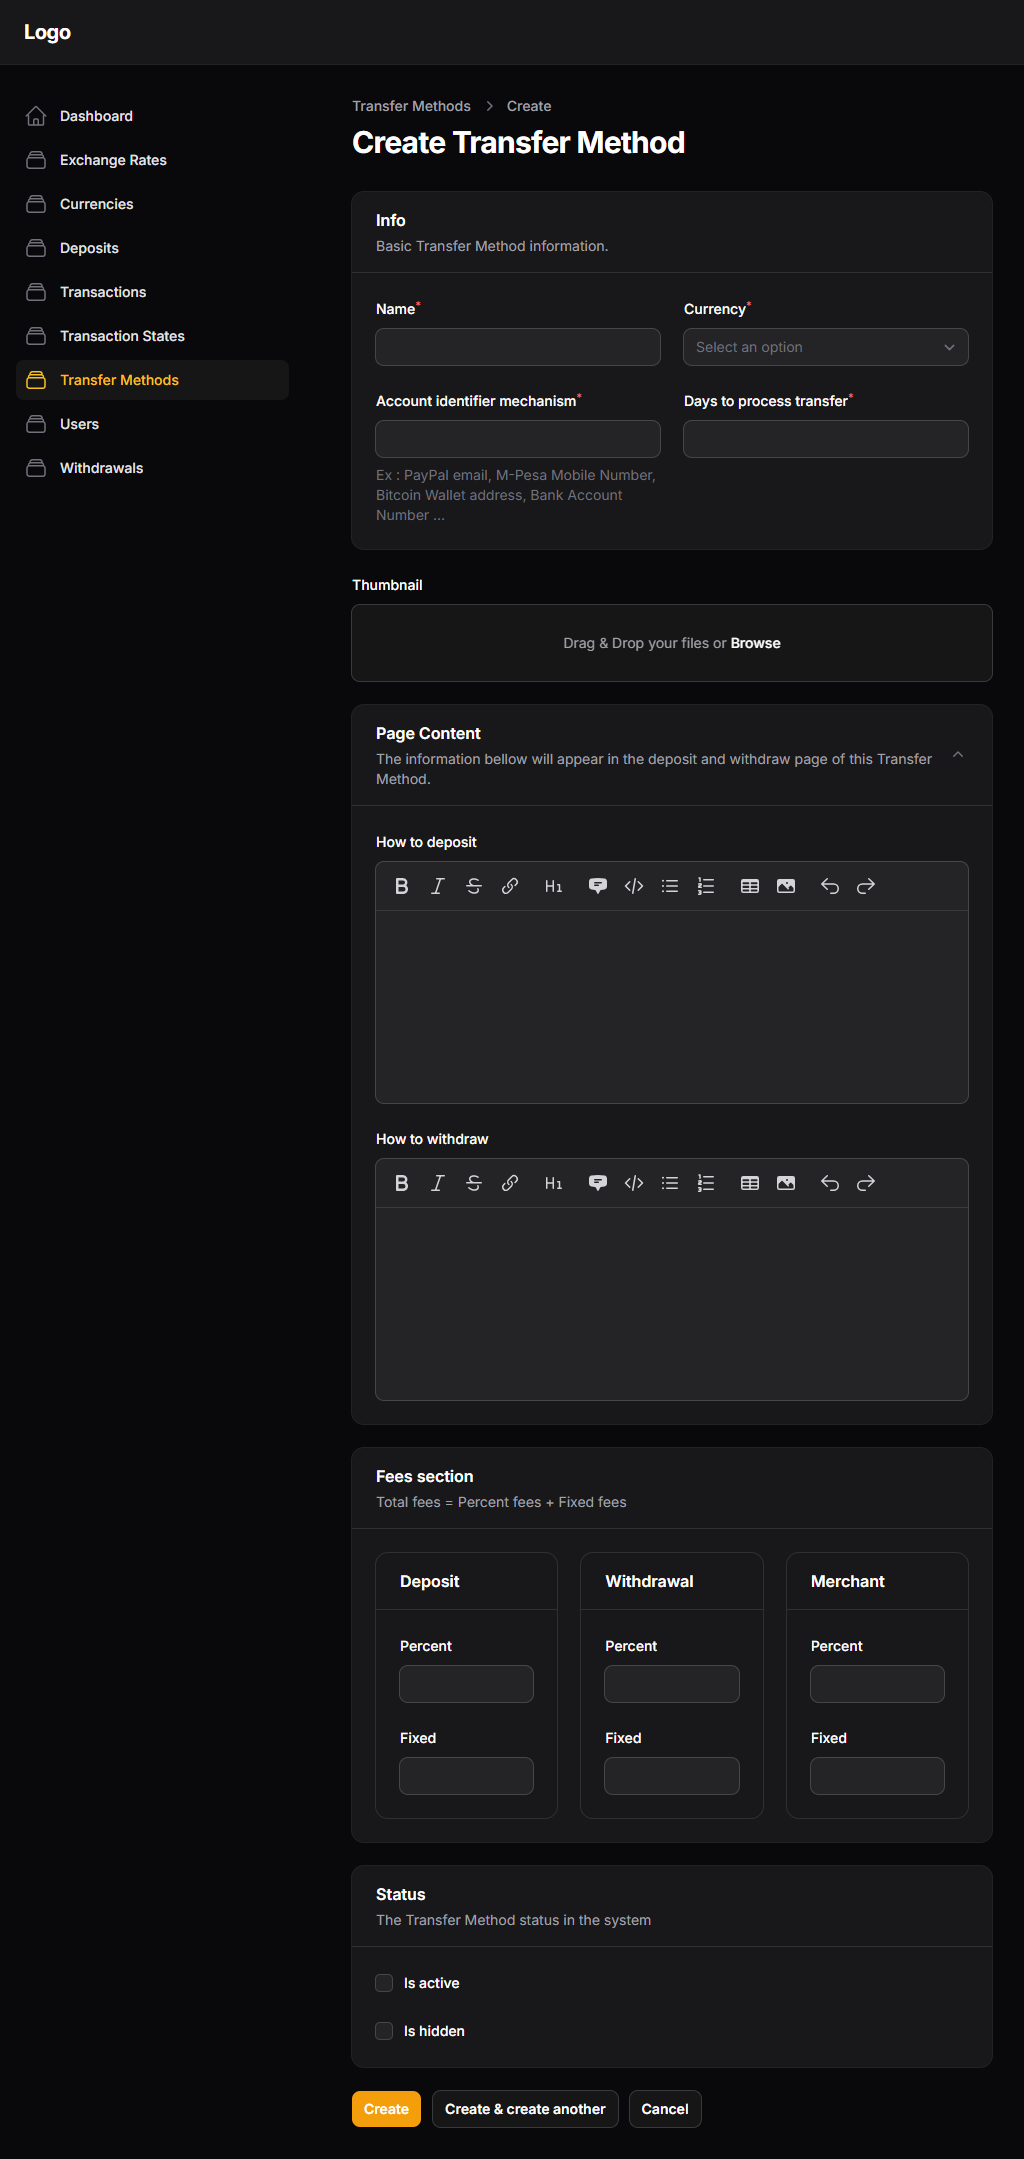 Logo
Dashboard
Exchange Rates
Currencies
Deposits
Transactions
Transaction States
Transfer Methods
Users
Withdrawals
Transfer Methods > Create
Create Transfer Method
Info
Basic Transfer Method information.
Name*
Currency*
Select an option
Account identifier mechanism*
Days to process transfer*
Ex : PayPal email, M-Pesa Mobile Number,
Bitcoin Wallet address, Bank Account
Number ...
Thumbnail
Drag & Drop your files or Browse
Page Content
The information bellow will appear in the deposit and withdraw page of this Transfer
Method.
How to deposit
B I S H1
How to withdraw
B I S H1
Fees section
Total fees = Percent fees + Fixed fees
Deposit
Percent
Fixed
Withdrawal
Percent
Fixed
Merchant
Percent
Fixed
Status
The Transfer Method status in the system
Is active
Is hidden
Create
Create & create another
Cancel